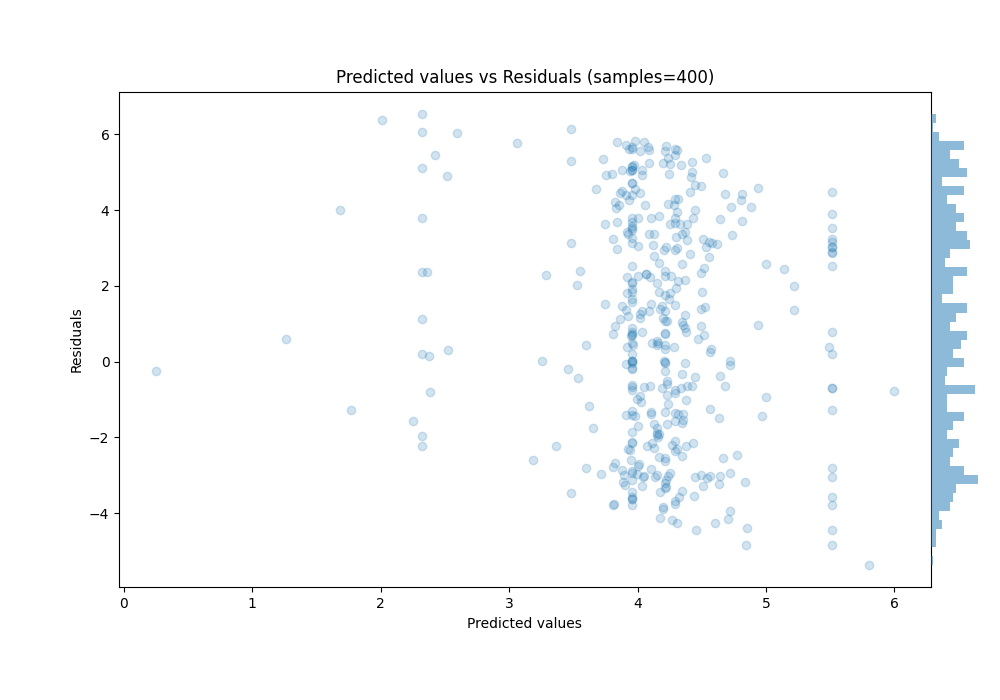 Predicted values vs Residuals (samples=400)
6
4
2
0
−2
−4
Residuals
0 1 2 3 4 5 6
Predicted values